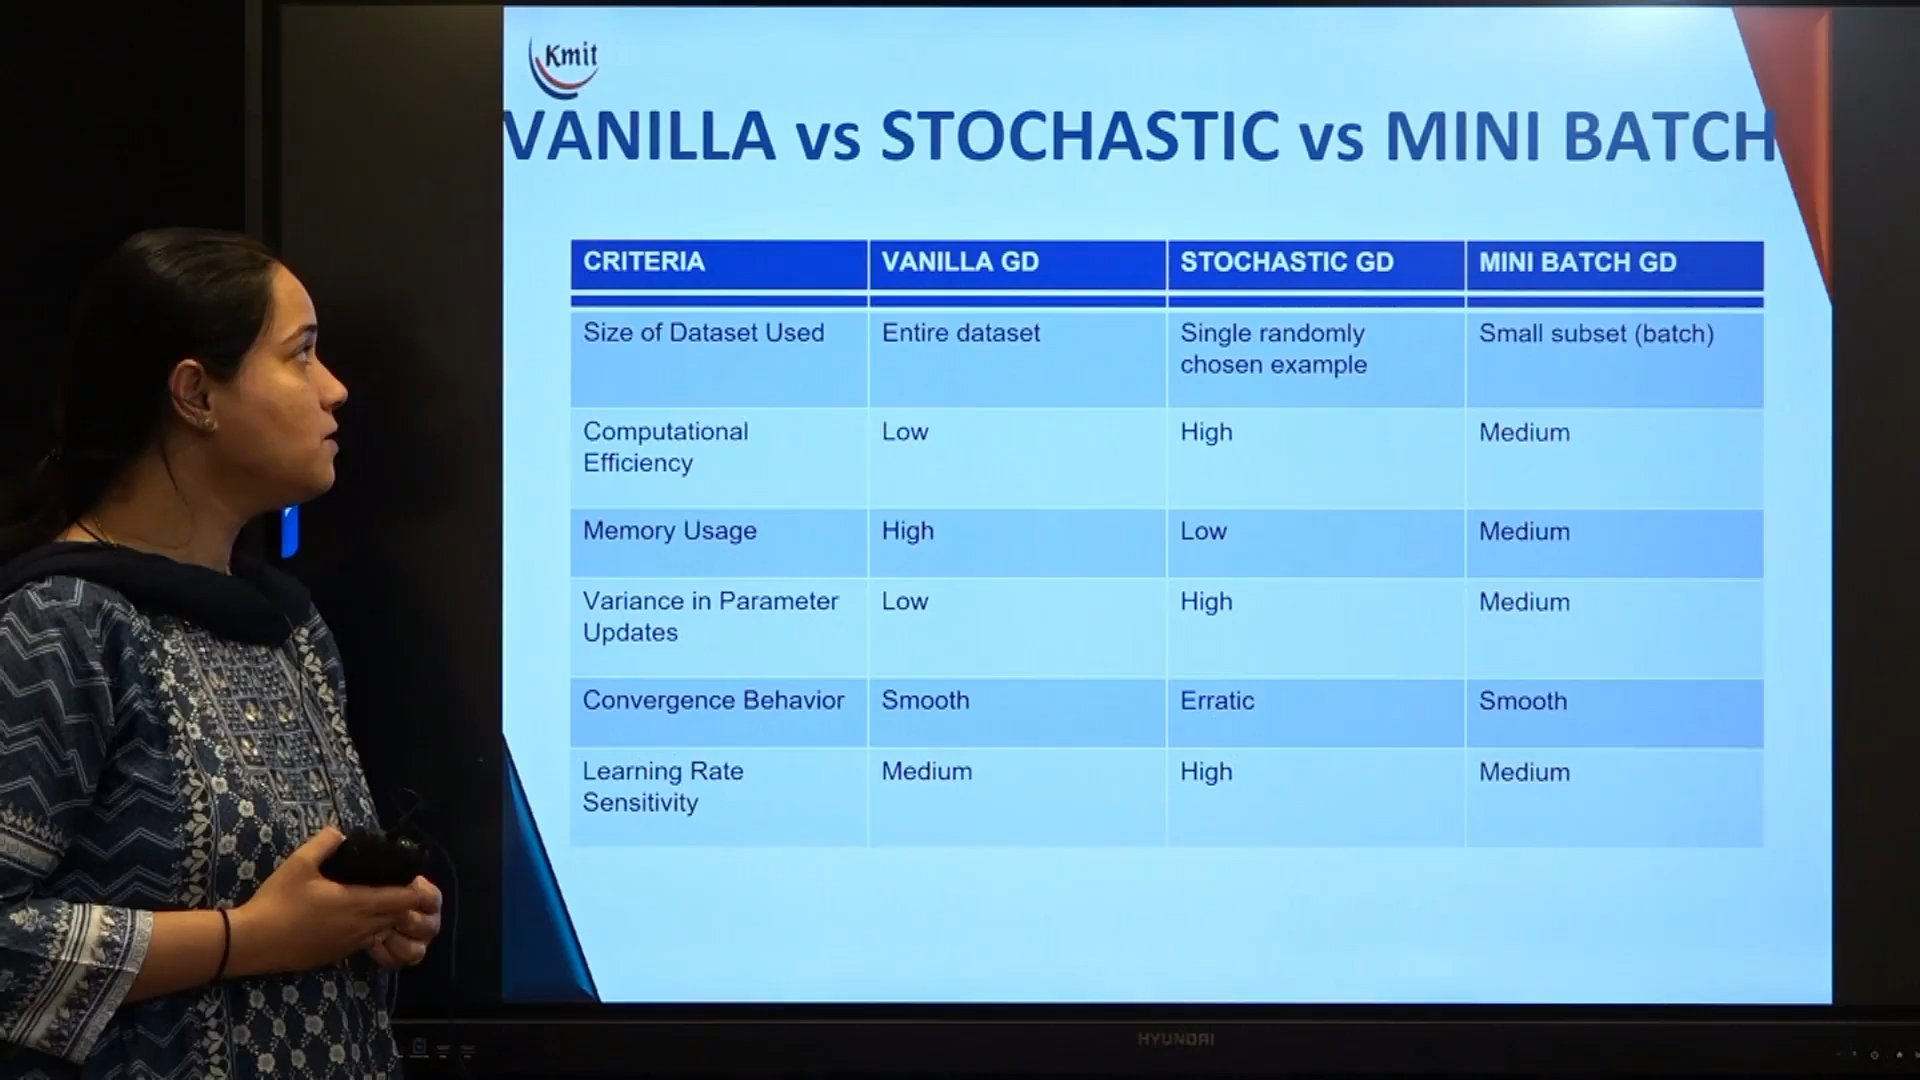 Kmit
VANILLA vs STOCHASTIC vs MINI BATCH
CRITERIA VANILLA GD STOCHASTIC GD MINI BATCH GD
Size of Dataset Used Entire dataset Single randomly chosen example Small subset (batch)
Computational Efficiency Low High Medium
Memory Usage High Low Medium
Variance in Parameter Updates Low High Medium
Convergence Behavior Smooth Erratic Smooth
Learning Rate Sensitivity Medium High Medium
HYUNDAI